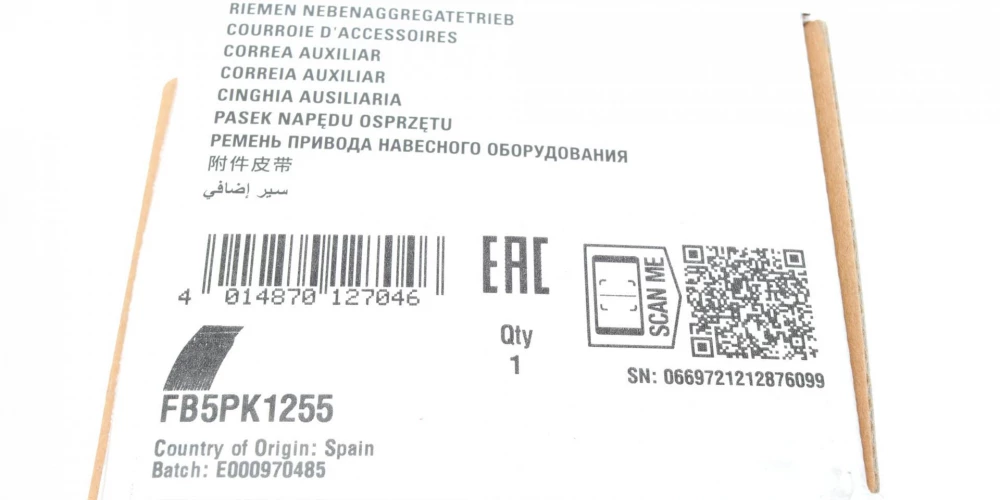 RIEMEN NEBENAGGREGATETRIEB
COURROIE D'ACCESSOIRES
CORREA AUXILIAR
CORREIA AUXILIAR
CINGHIA AUSILIARIA
PASEK NAPĘDU OSPRZĘTU
РЕМЕНЬ ПРИВОДА НАВЕСНОГО ОБОРУДОВАНИЯ
附件皮带
سير إضافي
EAC
SCAN ME
4 014870 127046
Qty
1
SN: 0669721212876099
FB5PK1255
Country of Origin: Spain
Batch: E000970485